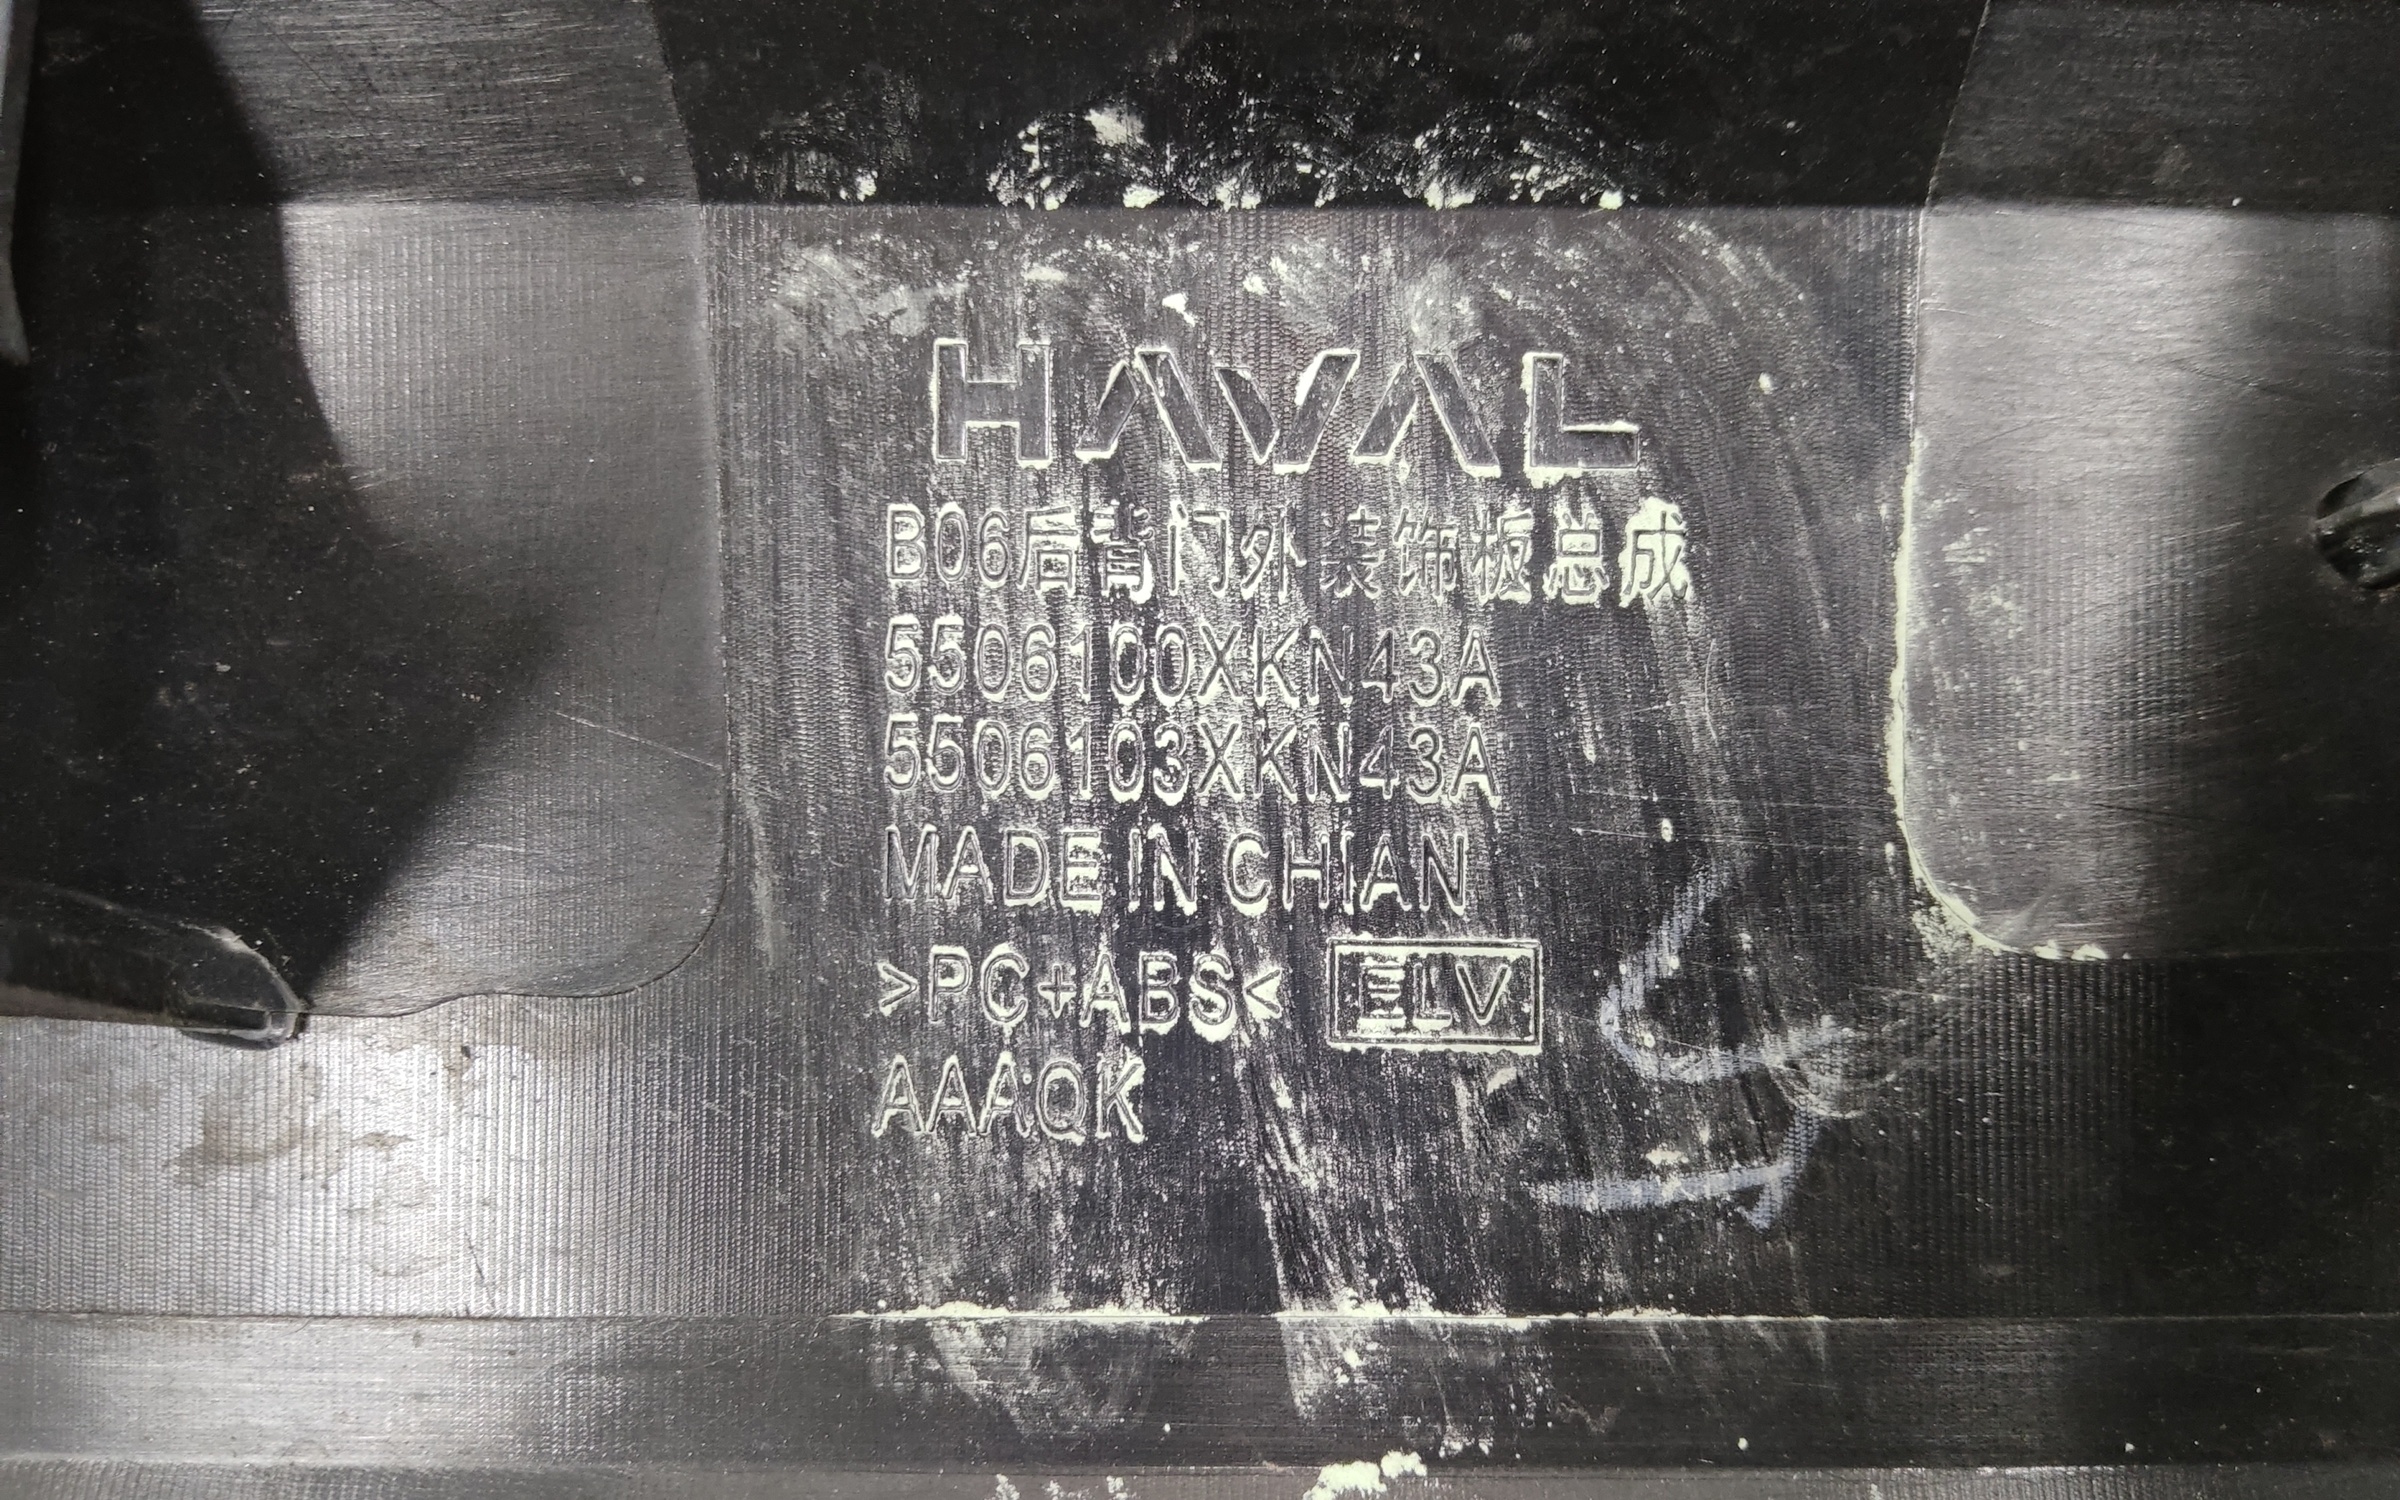 HAVAL
B06后背门外装饰板总成
5506100XKN43A
5506103XKN43A
MADE IN CHIAN
>PC+ABS< ELV
AAAQK